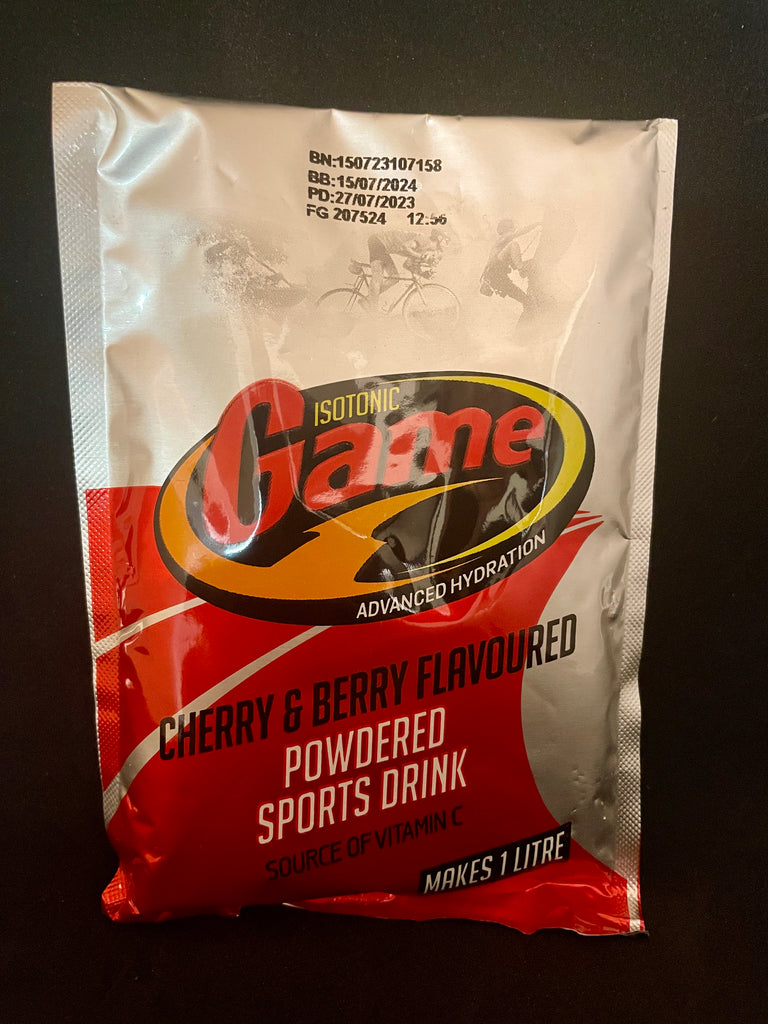 BN:150723107158
BB:15/07/2024
PD:27/07/2023
FG 207524 12:56
ISOTONIC
Game
ADVANCED HYDRATION
CHERRY & BERRY FLAVOURED
POWDERED
SPORTS DRINK
SOURCE OF VITAMIN C
MAKES 1 LITRE